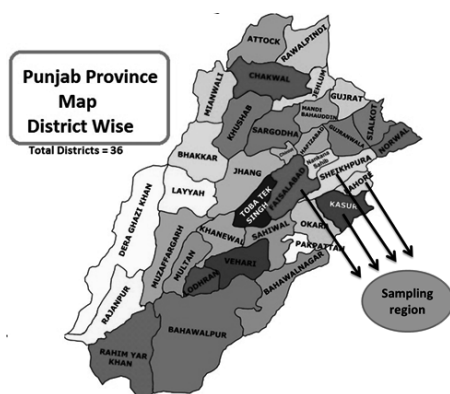 Punjab Province
Map
District Wise
Total Districts = 36
ATTOCK
RAWALPINDI
CHAKWAL
JEHLUM
GUJRAT
MIANWALI
KHUSHAB
MANDI
BAHAUDDIN
SIALKOT
SARGODHA
HAFIZABAD
GUJRANWALA
NORWAL
BHAKKAR
JHANG
Nankana
Sahib
SHEIKHPURA
LAHORE
FAISALABAD
LAYYAH
TOBA TEK
SINGH
KASUR
DERA GHAZI KHAN
OKARA
KHANEWAL
SAHIWAL
PAKPATTAN
MUZAFFARGARH
MULTAN
VEHARI
BAHAWALNAGAR
LODHRAM
RAJANPUR
BAHAWALPUR
RAHIM YAR
KHAN
Sampling
region